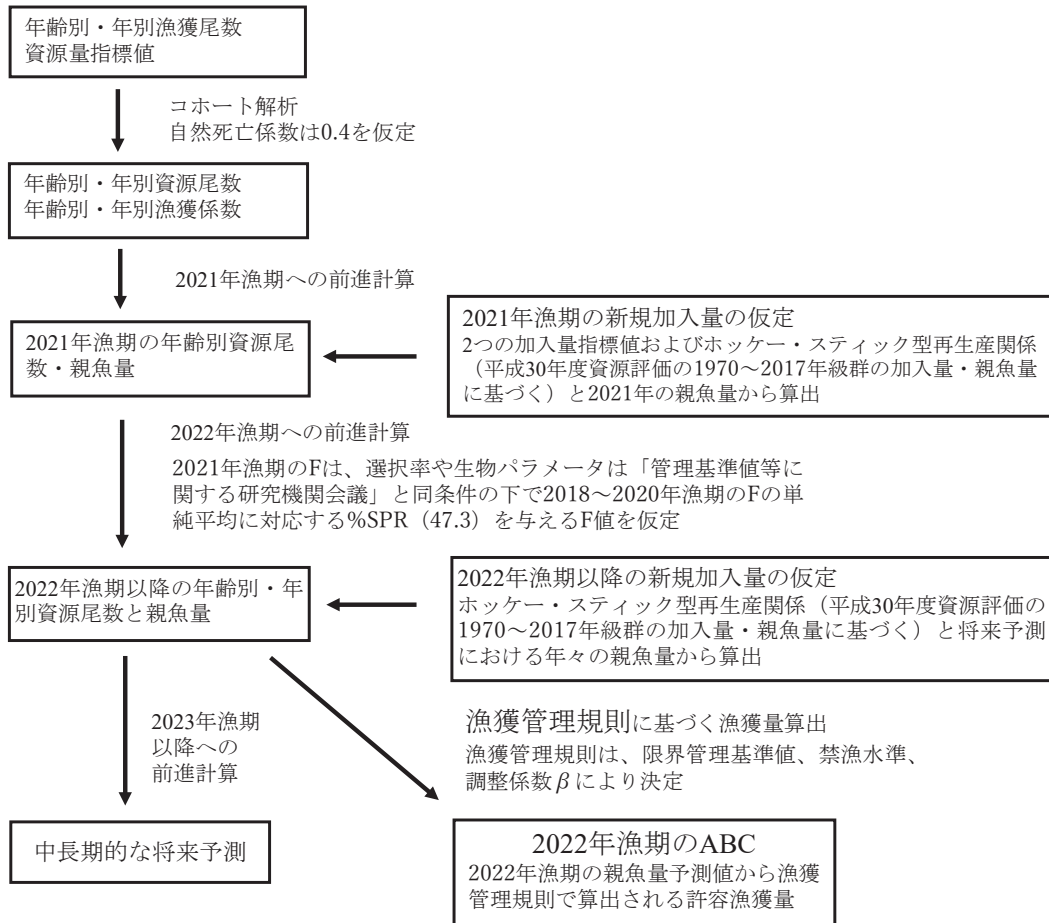 年齢別・年別漁獲尾数
資源量指標値
コホート解析
自然死亡係数は0.4を仮定
年齢別・年別資源尾数
年齢別・年別漁獲係数
2021年漁期への前進計算
2021年漁期の年齢別資源尾
数・親魚量
2021年漁期の新規加入量の仮定
2つの加入量指標値およびホッケー・スティック型再生産関係
（平成30年度資源評価の1970～2017年級群の加入量・親魚量
に基づく）と2021年の親魚量から算出
2022年漁期への前進計算
2021年漁期のFは、選択率や生物パラメータは「管理基準値等に
関する研究機関会議」と同条件の下で2018～2020年漁期のFの単
純平均に対応する%SPR（47.3）を与えるF値を仮定
2022年漁期以降の年齢別・年
別資源尾数と親魚量
2022年漁期以降の新規加入量の仮定
ホッケー・スティック型再生産関係（平成30年度資源評価の
1970～2017年級群の加入量・親魚量に基づく）と将来予測
における年々の親魚量から算出
2023年漁期
以降への
前進計算
漁獲管理規則に基づく漁獲量算出
漁獲管理規則は、限界管理基準値、禁漁水準、
調整係数βにより決定
中長期的な将来予測
2022年漁期のABC
2022年漁期の親魚量予測値から漁獲
管理規則で算出される許容漁獲量